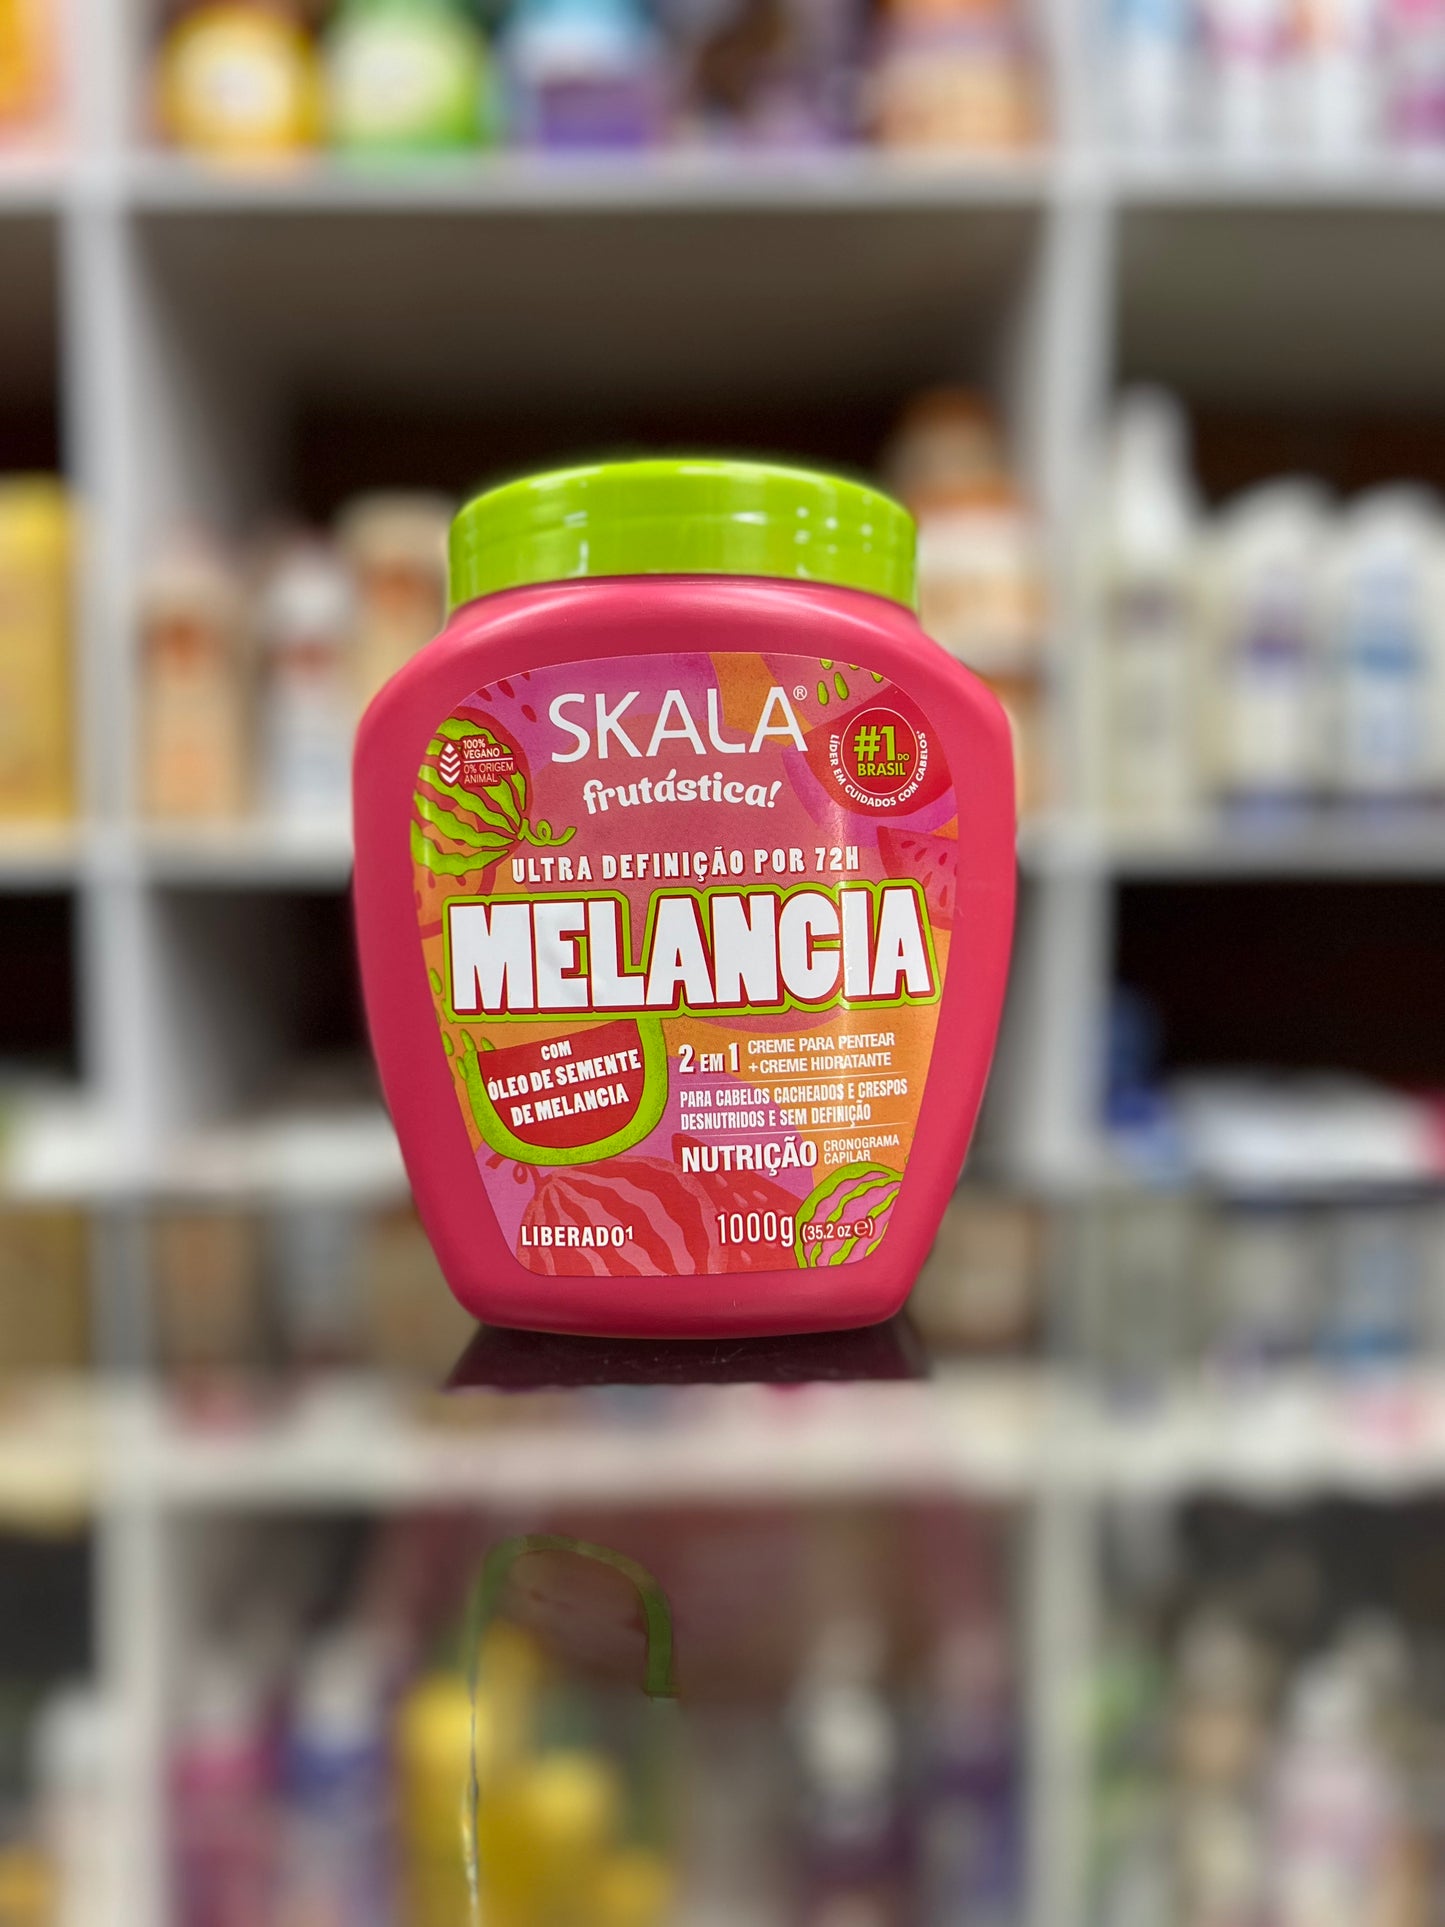 SKALA®
frutástica!
100%
VEGANO
0% ORIGEM
ANIMAL
#1 DO
BRASIL
LÍDER EM CUIDADOS COM CABELOS*
ULTRA DEFINIÇÃO POR 72H
MELANCIA
COM
ÓLEO DE SEMENTE
DE MELANCIA
2 EM 1 CREME PARA PENTEAR
+CREME HIDRATANTE
PARA CABELOS CACHEADOS E CRESPOS
DESNUTRIDOS E SEM DEFINIÇÃO
NUTRIÇÃO CRONOGRAMA
CAPILAR
LIBERADO¹
1000g (35.2 oz ℮)